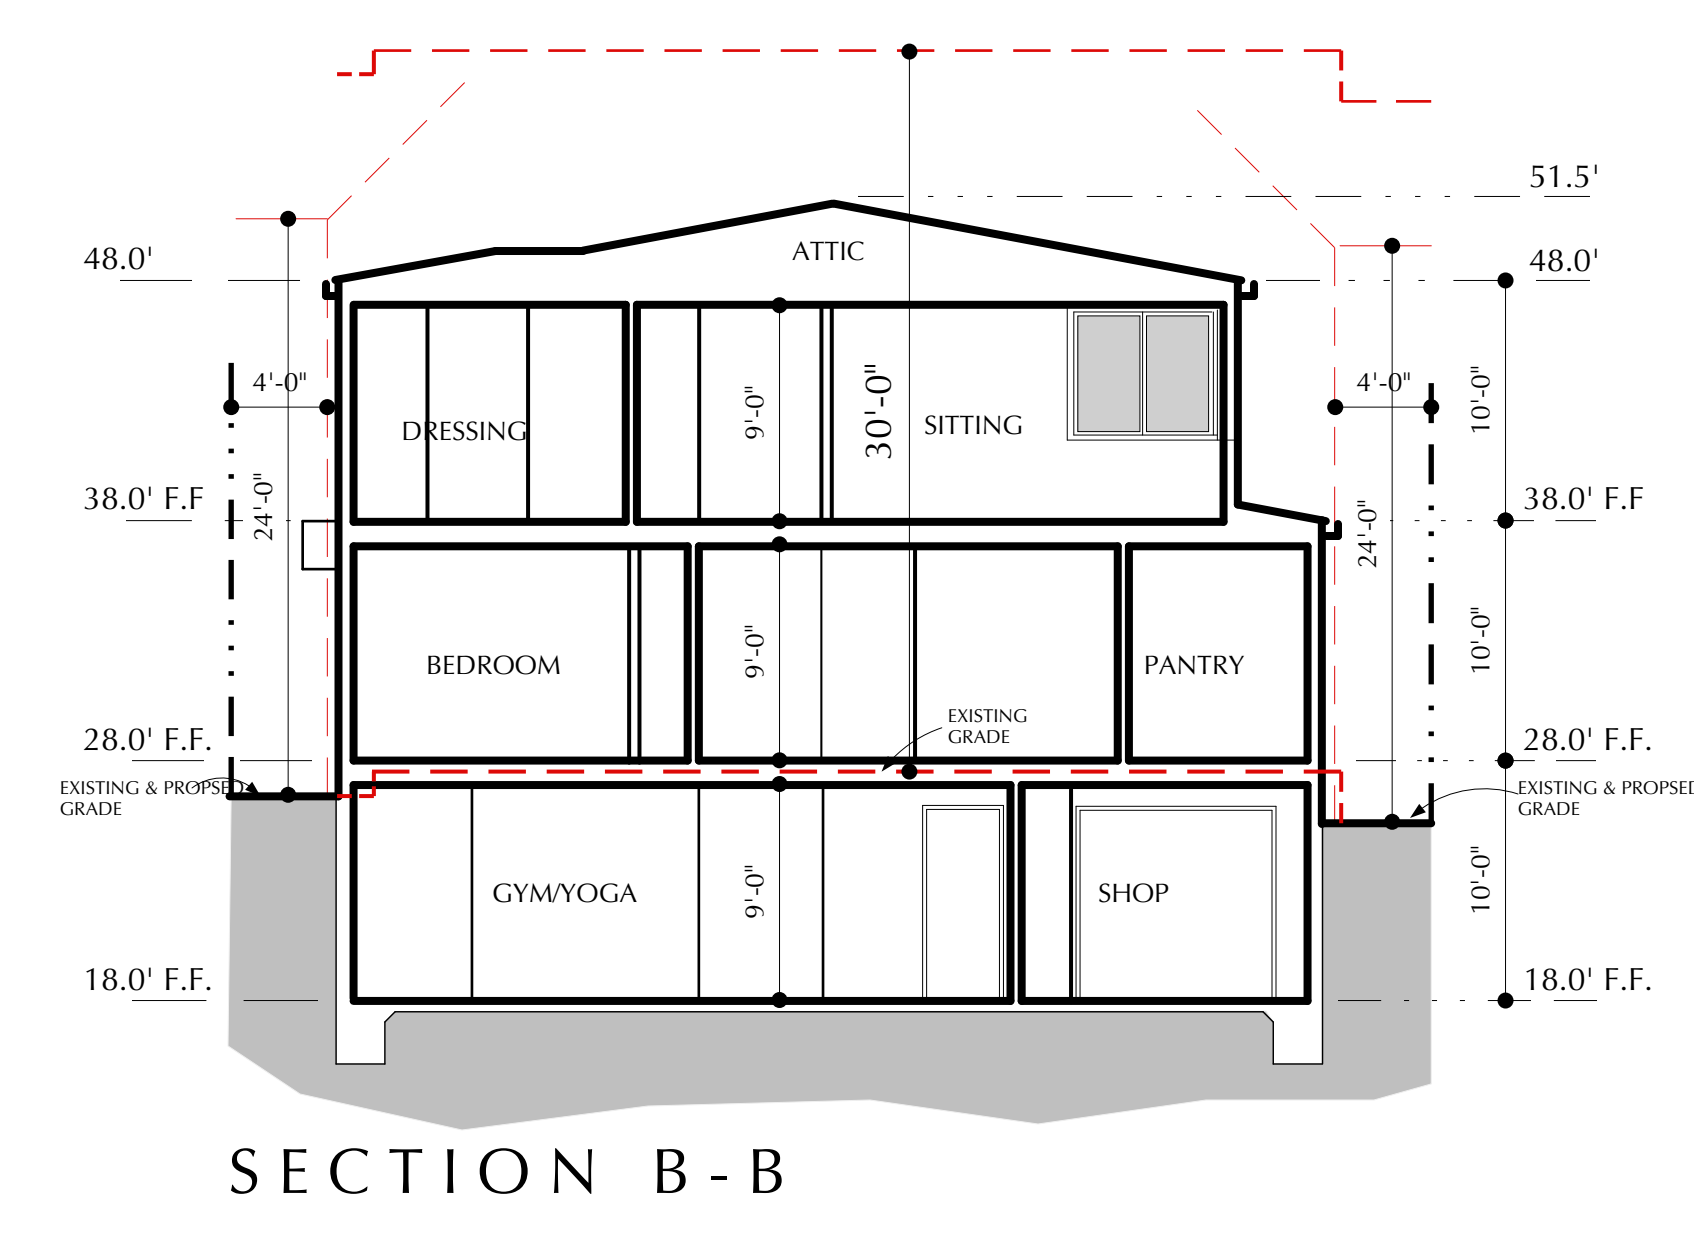 51.5'
48.0'
ATTIC
48.0'
4'-0"
9'-0"
30'-0"
4'-0"
10'-0"
DRESSING
SITTING
38.0' F.F
24'-0"
24'-0"
38.0' F.F
BEDROOM
9'-0"
PANTRY
10'-0"
EXISTING
GRADE
28.0' F.F.
28.0' F.F.
EXISTING & PROPSED
GRADE
EXISTING & PROPSED
GRADE
GYM/YOGA
9'-0"
SHOP
10'-0"
18.0' F.F.
18.0' F.F.
SECTION B-B